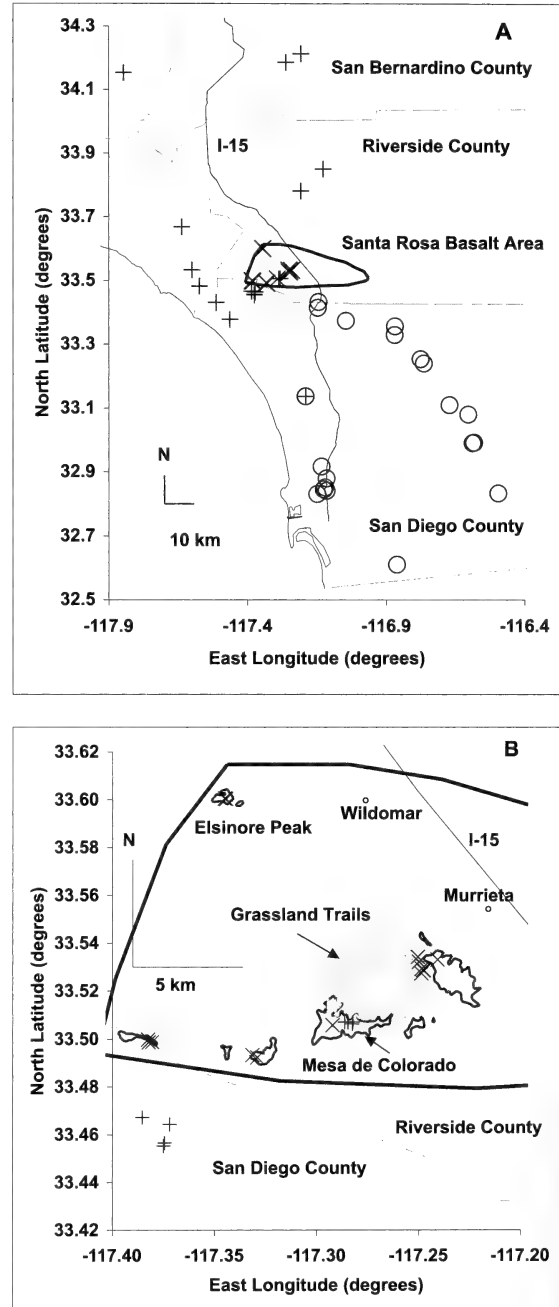 A
34.3
San Bernardino County
34.1
I-15
Riverside County
33.9
33.7
Santa Rosa Basalt Area
33.5
33.3
33.1
N
32.9
San Diego County
32.7
10 km
32.5
-117.9
-117.4
-116.9
-116.4
North Latitude (degrees)
East Longitude (degrees)
B
33.62
33.60
Elsinore Peak
Wildomar
I-15
33.58
N
33.56
Murrieta
Grassland Trails
33.54
5 km
33.52
33.50
Mesa de Colorado
33.48
33.46
Riverside County
33.44
San Diego County
33.42
-117.40
-117.35
-117.30
-117.25
-117.20
North Latitude (degrees)
East Longitude (degrees)